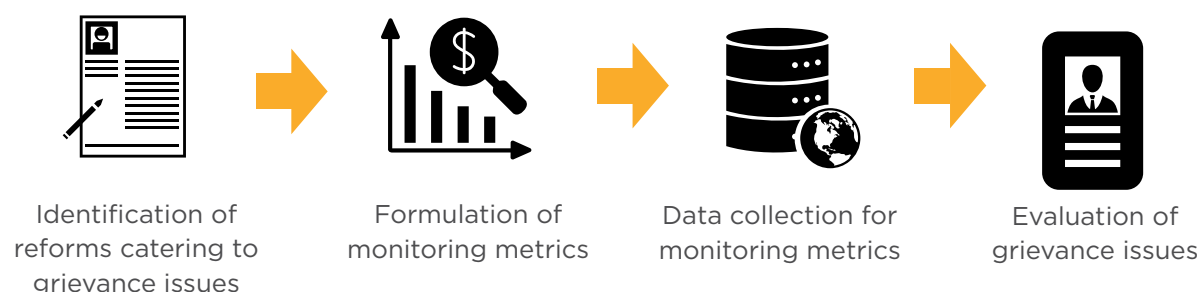 Identification of
reforms catering to
grievance issues
Formulation of
monitoring metrics
Data collection for
monitoring metrics
Evaluation of
grievance issues
$